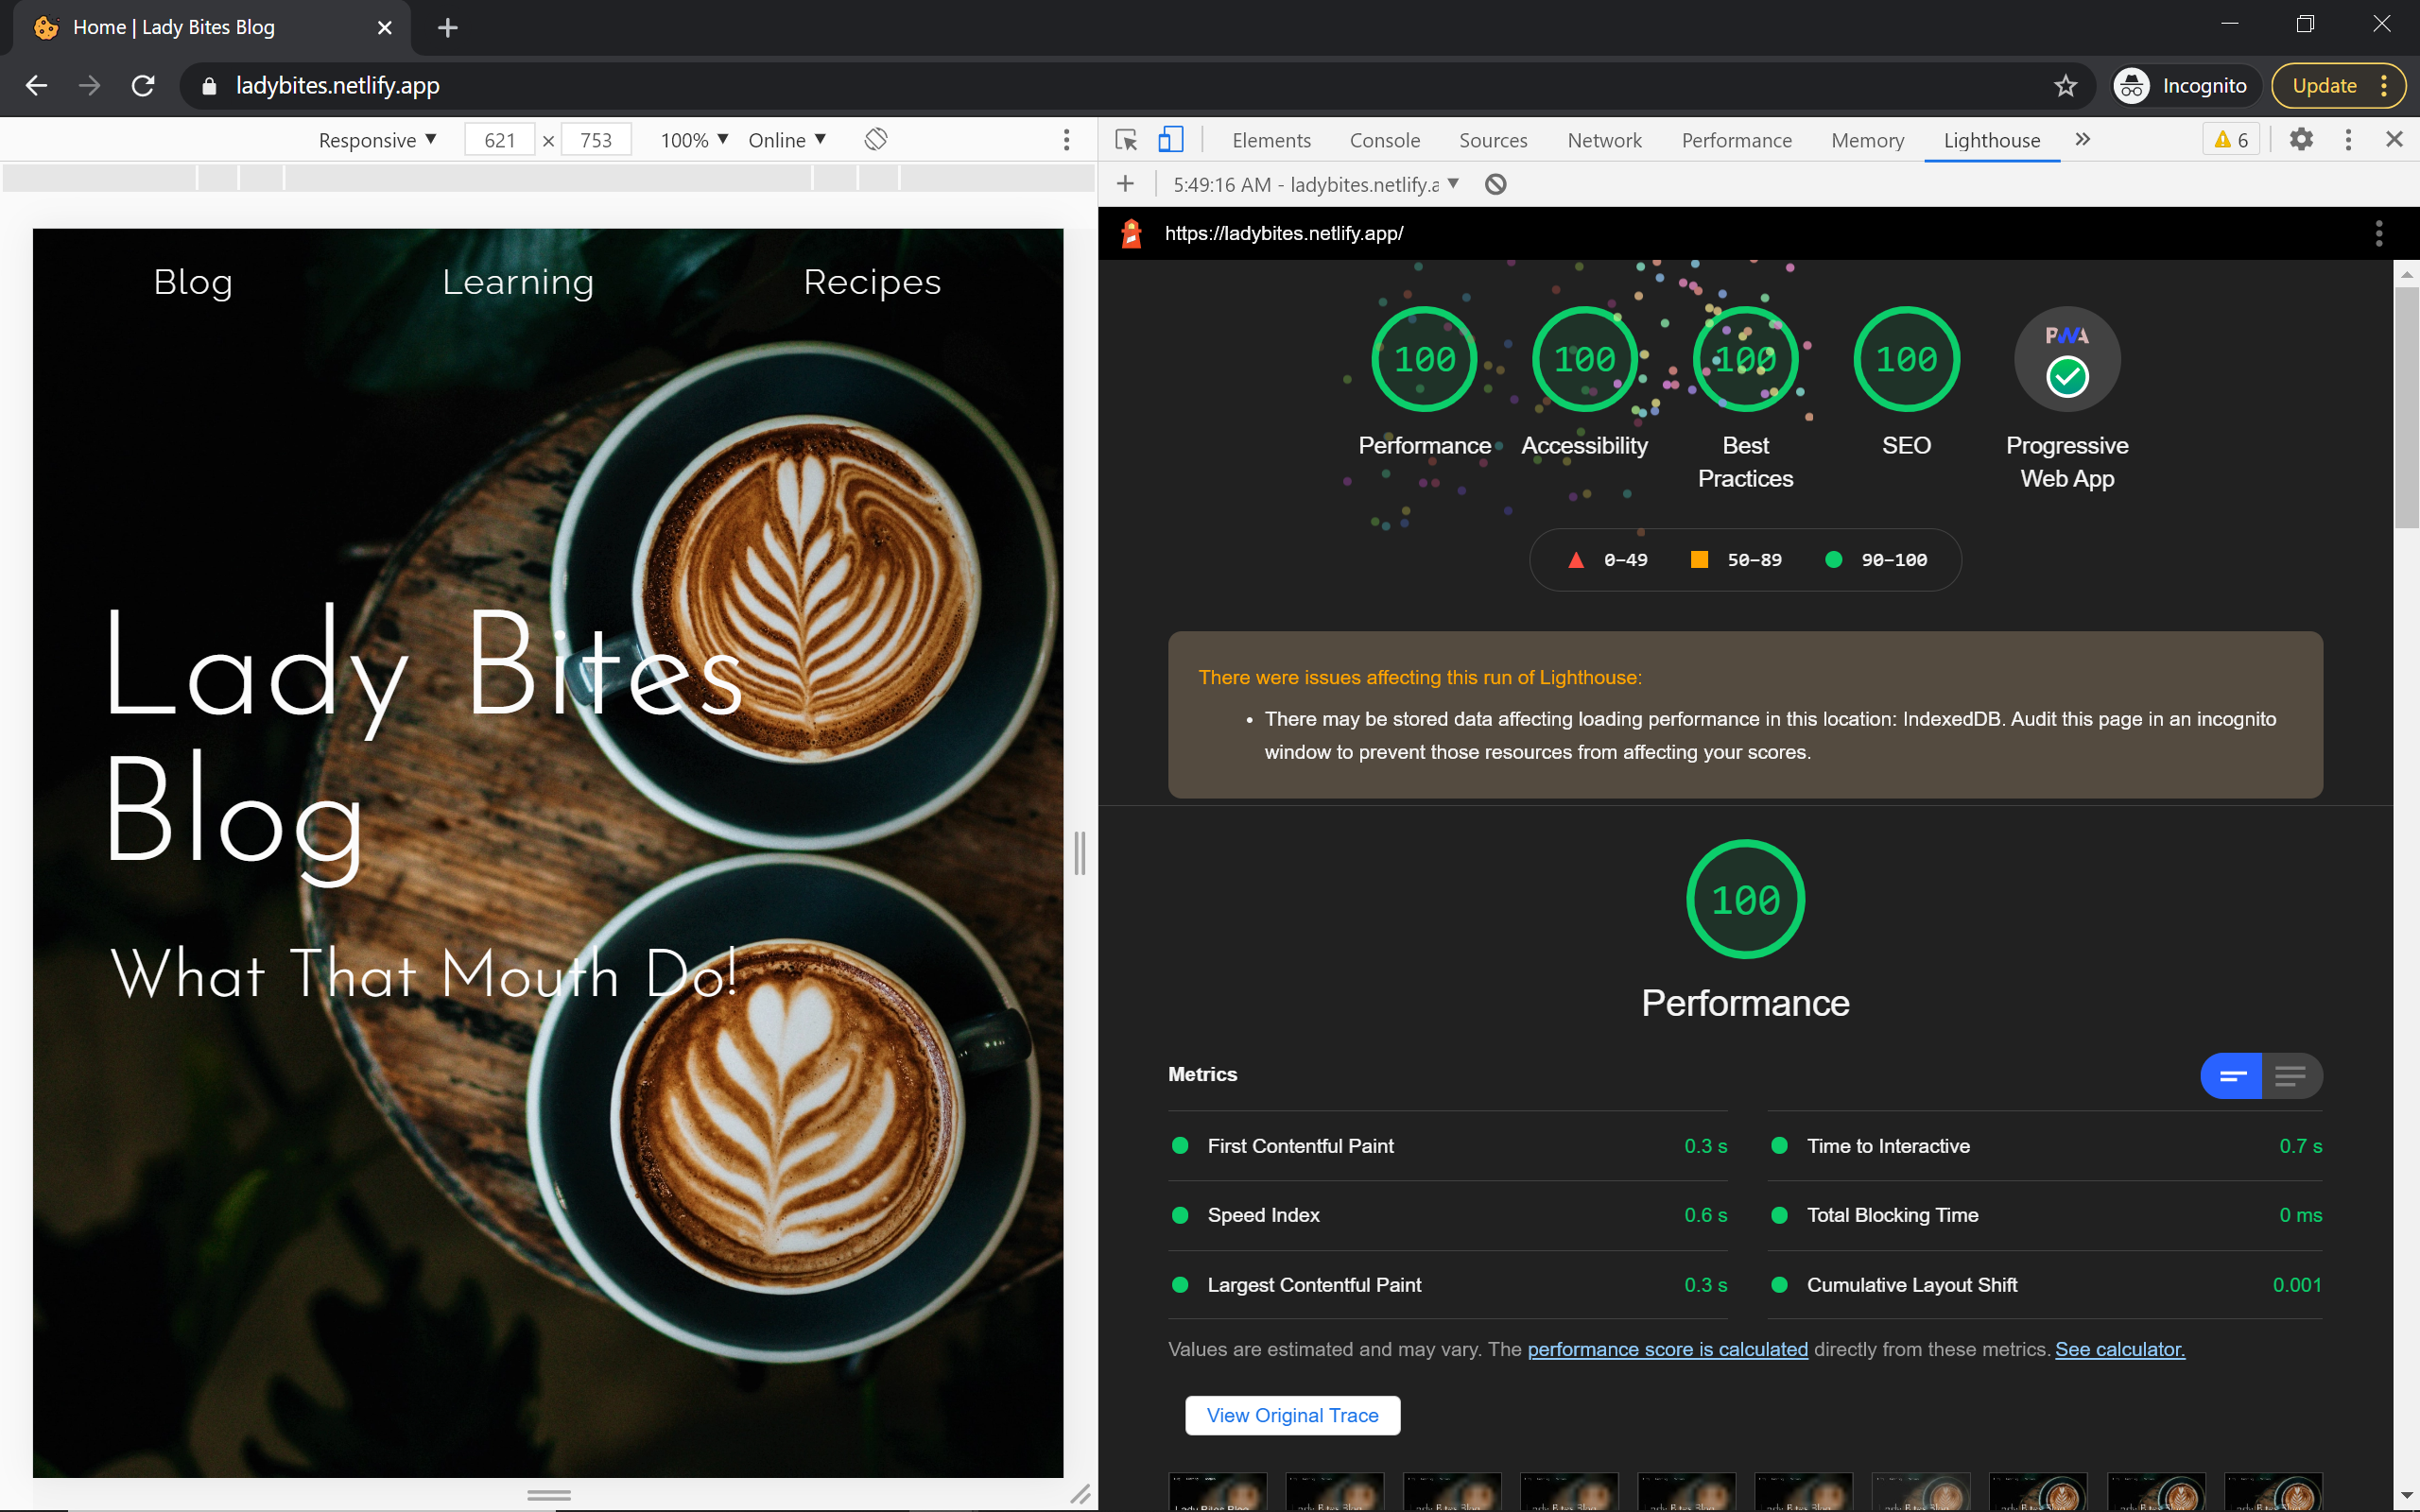 Home | Lady Bites Blog
ladybites.netlify.app
Incognito
Update
Responsive
621 × 753
100%
Online
Elements
Console
Sources
Network
Performance
Memory
Lighthouse
6
5:49:16 AM - ladybites.netlify.a
https://ladybites.netlify.app/
Blog
Learning
Recipes
Lady Bites
Blog
What That Mouth Do!
100
100
100
100
PWA
Performance
Accessibility
Best
Practices
SEO
Progressive
Web App
0–49
50–89
90–100
There were issues affecting this run of Lighthouse:
There may be stored data affecting loading performance in this location: IndexedDB. Audit this page in an incognito
window to prevent those resources from affecting your scores.
100
Performance
Metrics
First Contentful Paint 0.3 s
Time to Interactive 0.7 s
Speed Index 0.6 s
Total Blocking Time 0 ms
Largest Contentful Paint 0.3 s
Cumulative Layout Shift 0.001
Values are estimated and may vary. The performance score is calculated directly from these metrics. See calculator.
View Original Trace